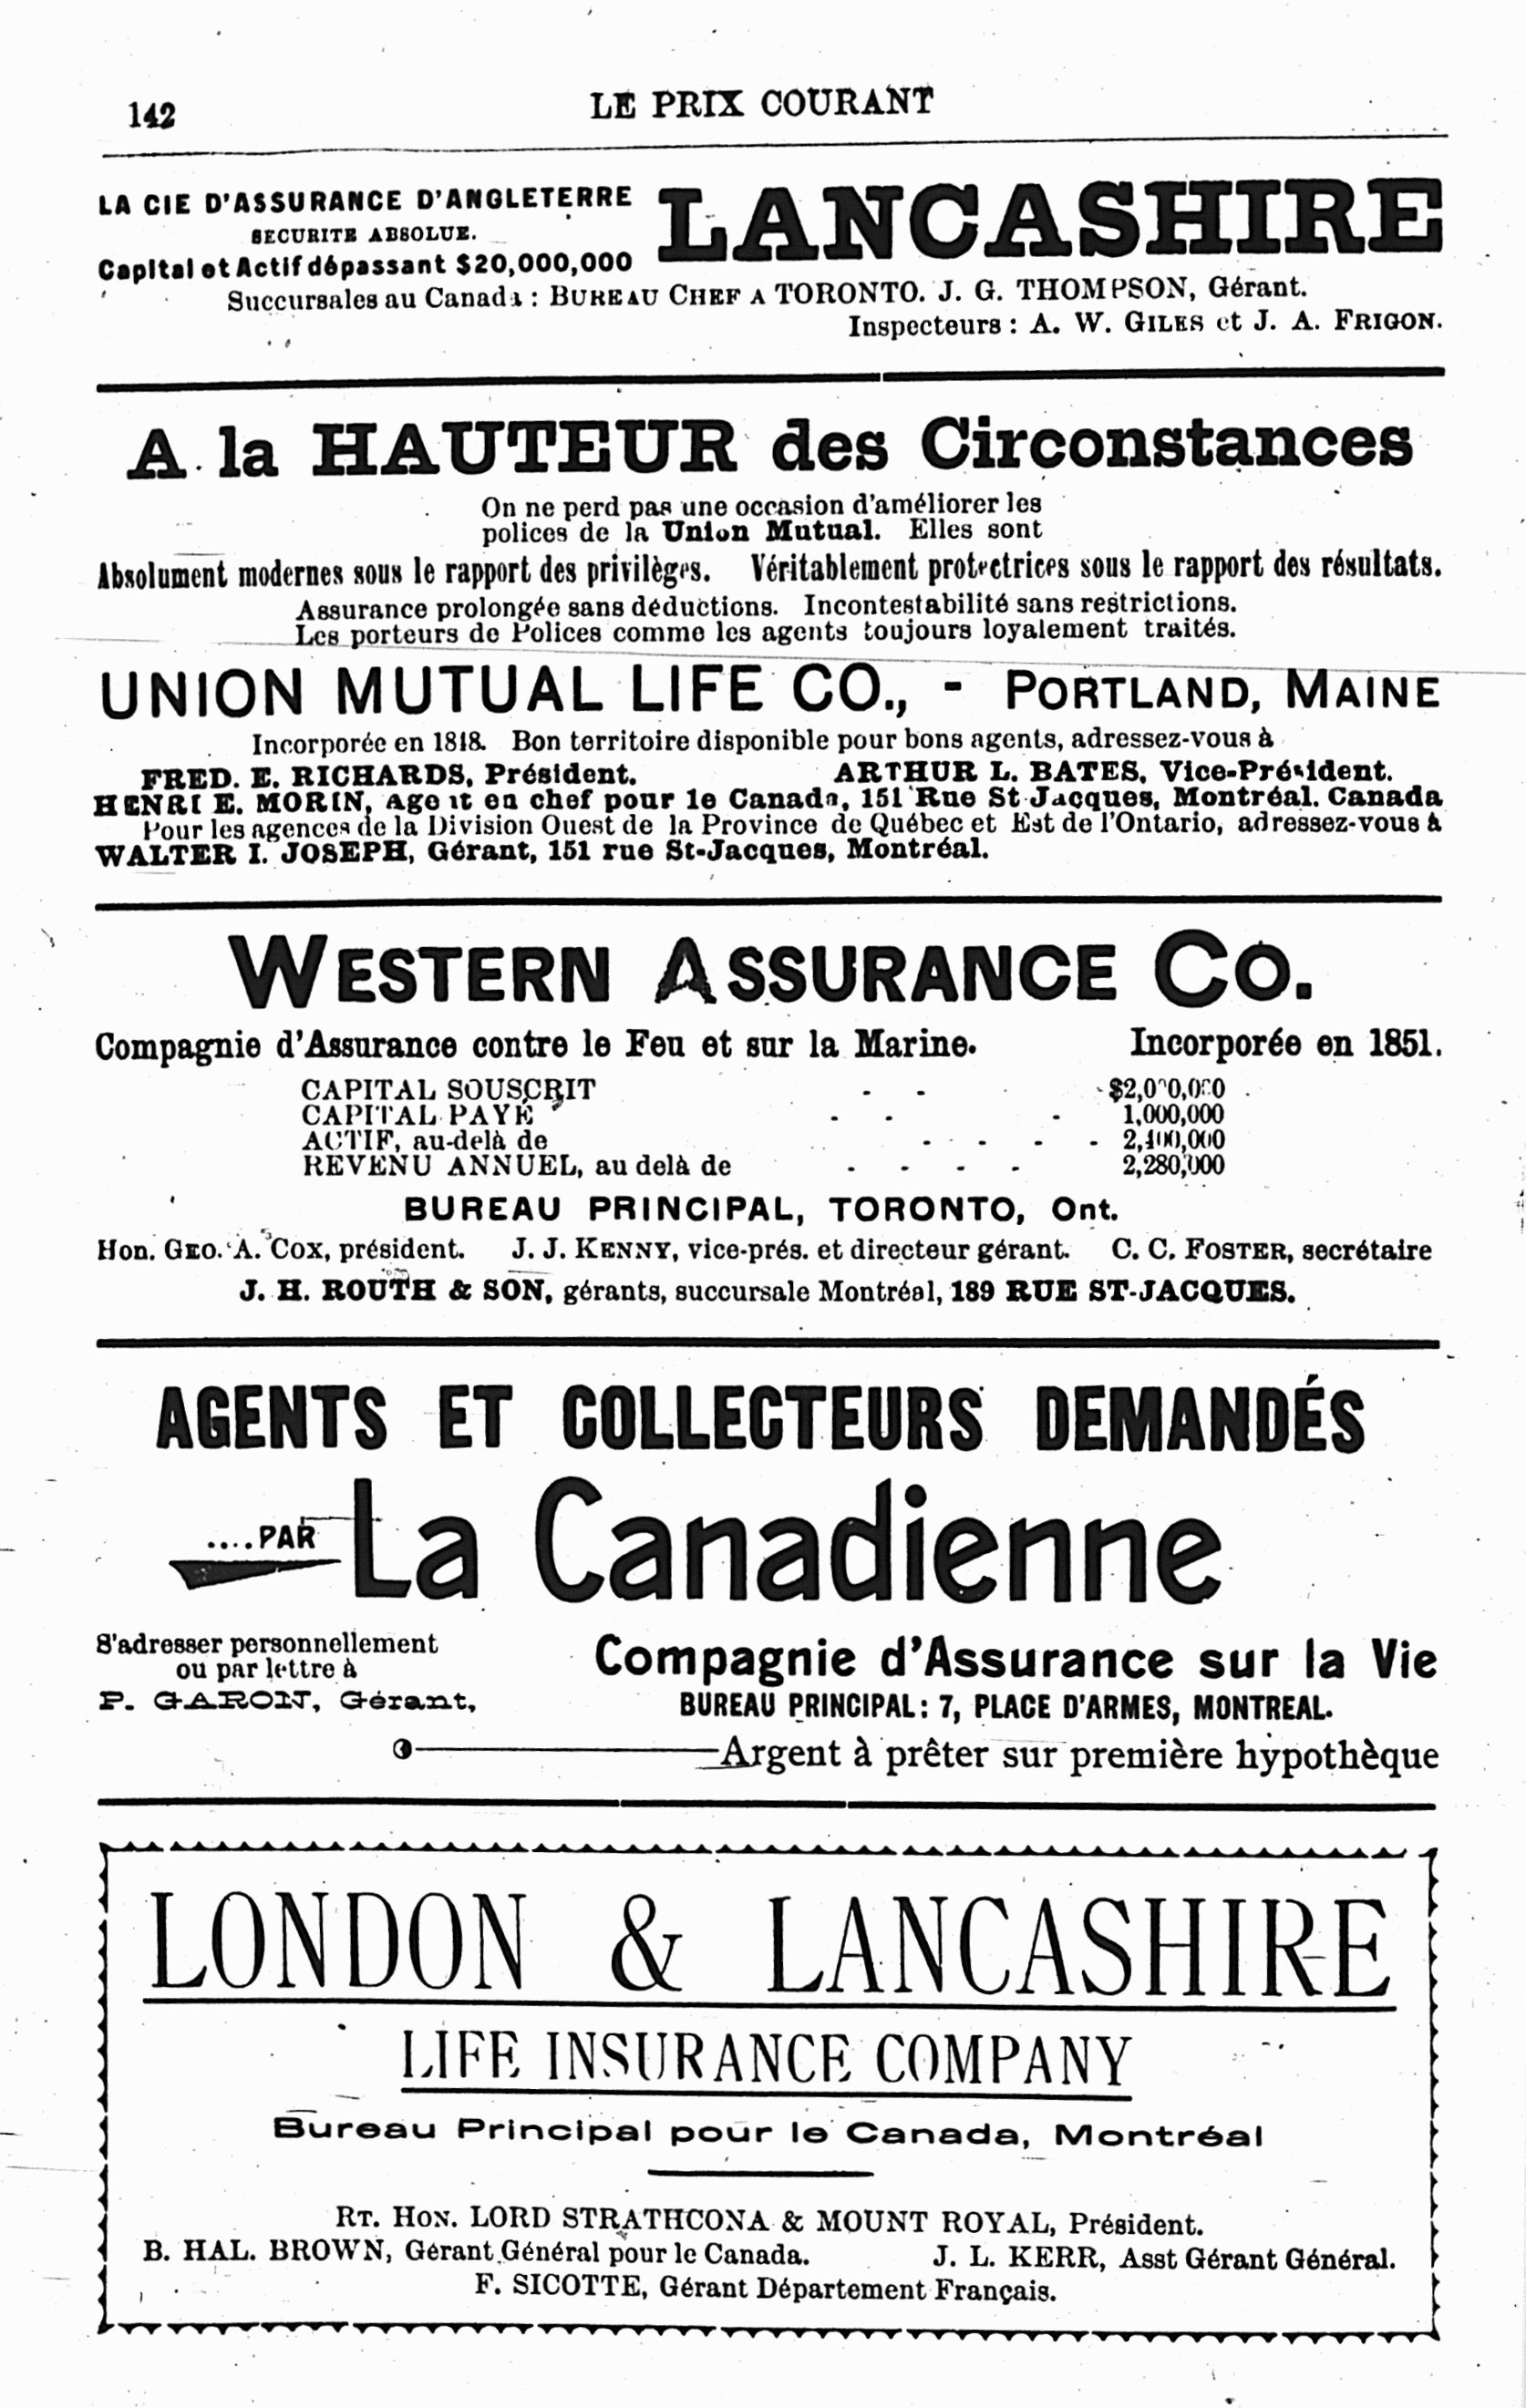 142
LE PRIX COURANT
LA CIE D'ASSURANCE D'ANGLETERRE
SECURITE ABSOLUE.
Capital et Actif dépassant $20,000,000
LANCASHIRE
Succursales au Canada : BUREAU CHEF A TORONTO. J. G. THOMPSON, Gérant.
Inspecteurs : A. W. GILES et J. A. FRIGON.
A la HAUTEUR des Circonstances
On ne perd pas une occasion d'améliorer les
polices de la Union Mutual. Elles sont
Absolument modernes sous le rapport des privilèges. Véritablement protectrices sous le rapport des résultats.
Assurance prolongée sans déductions. Incontestabilité sans restrictions.
Les porteurs de Polices comme les agents toujours loyalement traités.
UNION MUTUAL LIFE CO., - PORTLAND, MAINE
Incorporée en 1848. Bon territoire disponible pour bons agents, adressez-vous à
FRED. E. RICHARDS, Président. ARTHUR L. BATES, Vice-Président.
HENRI E. MORIN, Agent en chef pour le Canada, 151 Rue St Jacques, Montréal. Canada
Pour les agences de la Division Ouest de la Province de Québec et Est de l'Ontario, adressez-vous à
WALTER I. JOSEPH, Gérant, 151 rue St-Jacques, Montréal.
WESTERN ASSURANCE CO.
Compagnie d'Assurance contre le Feu et sur la Marine. Incorporée en 1851.
CAPITAL SOUSCRIT - - $2,000,000
CAPITAL PAYÉ - - - 1,000,000
ACTIF, au-delà de - - - - - 2,400,000
REVENU ANNUEL, au delà de - - - - 2,280,000
BUREAU PRINCIPAL, TORONTO, Ont.
Hon. GEO. A. COX, président. J. J. KENNY, vice-prés. et directeur gérant. C. C. FOSTER, secrétaire
J. H. ROUTH & SON, gérants, succursale Montréal, 189 RUE ST-JACQUES.
AGENTS ET COLLECTEURS DEMANDÉS
....PAR La Canadienne
S'adresser personnellement
ou par lettre à
P. GARON, Gérant,
Compagnie d'Assurance sur la Vie
BUREAU PRINCIPAL: 7, PLACE D'ARMES, MONTREAL.
Argent à prêter sur première hypothèque
LONDON & LANCASHIRE
LIFE INSURANCE COMPANY
Bureau Principal pour le Canada, Montréal
RT. HON. LORD STRATHCONA & MOUNT ROYAL, Président.
B. HAL. BROWN, Gérant Général pour le Canada. J. L. KERR, Asst Gérant Général.
F. SICOTTE, Gérant Département Français.